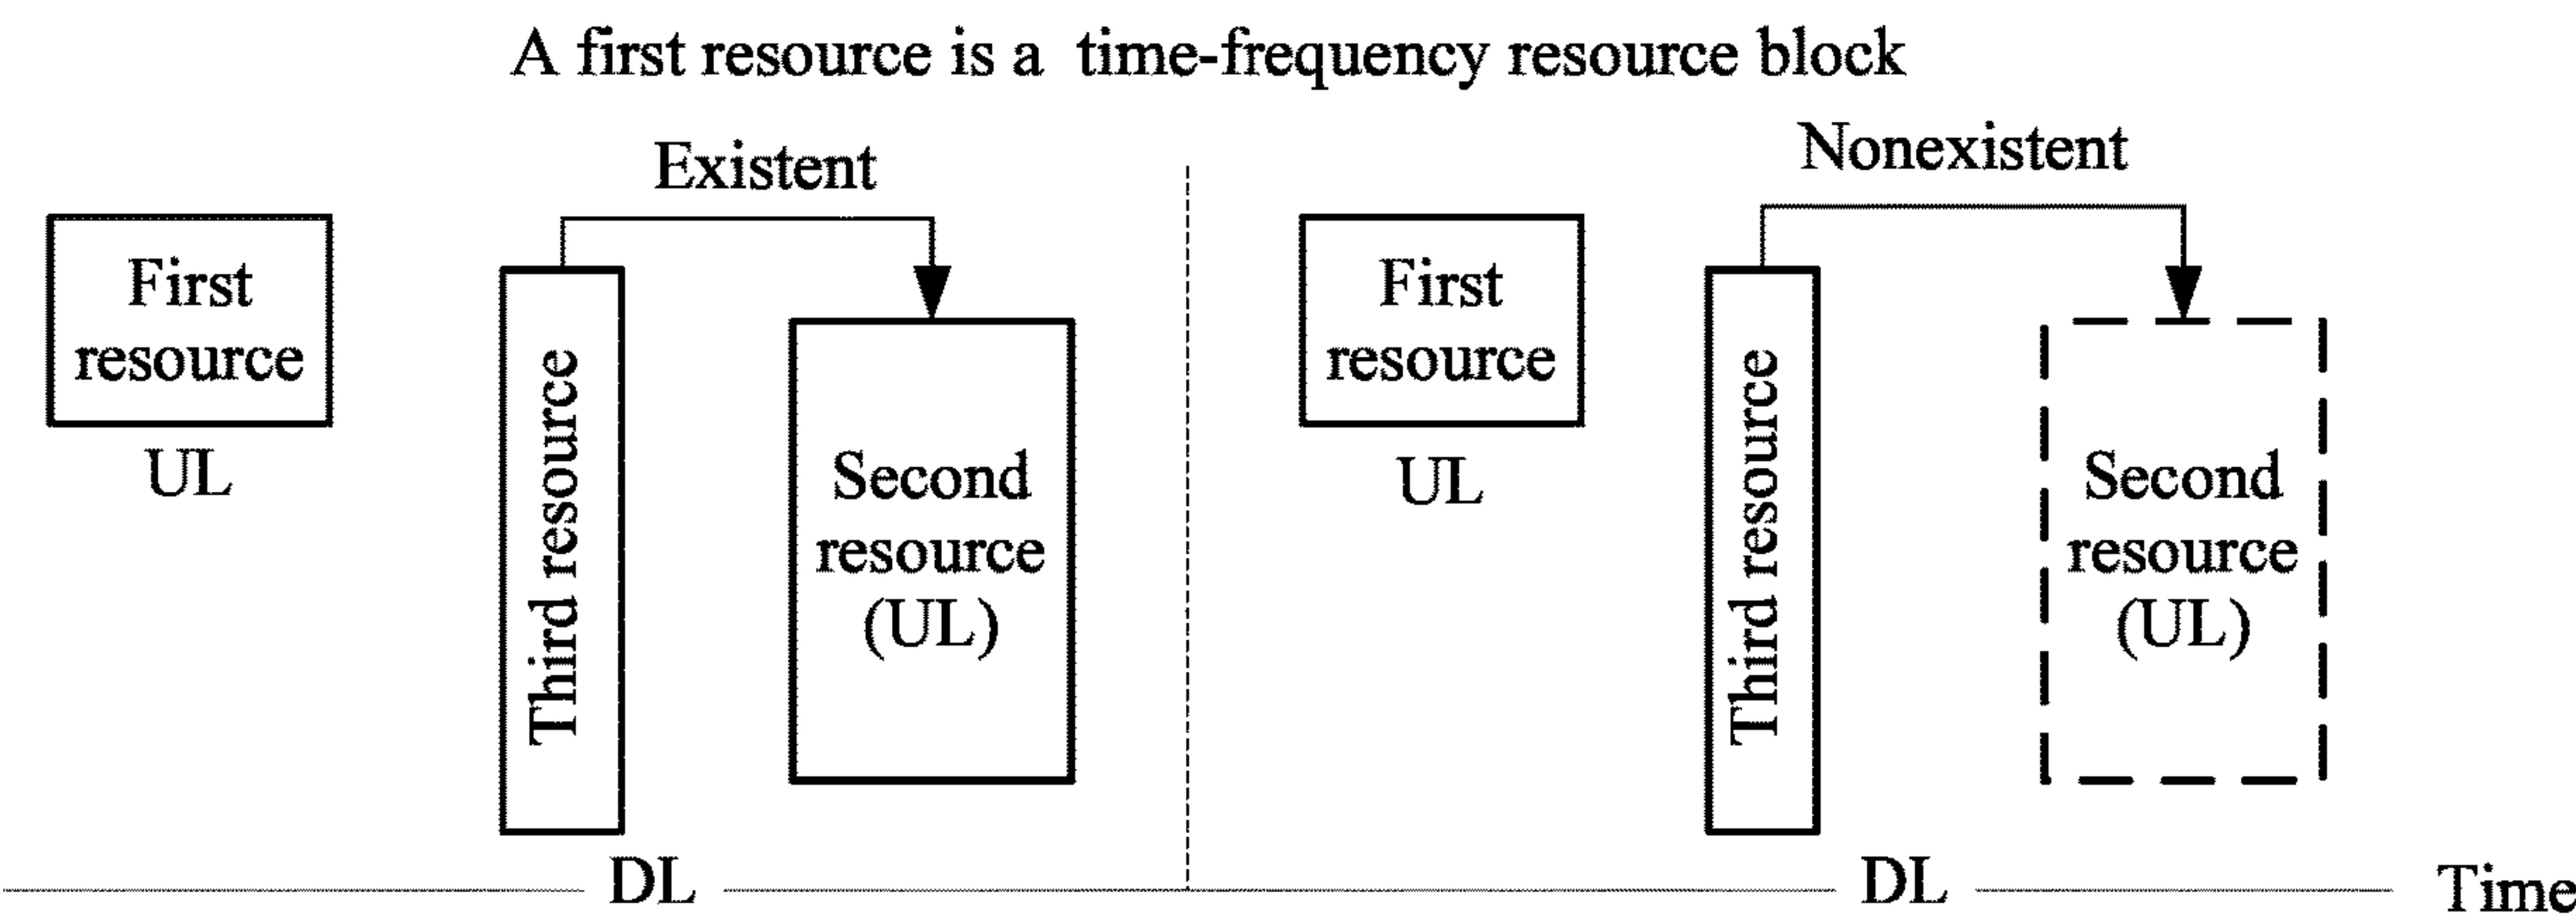 A first resource is a time-frequency resource block
Existent
First
resource
UL
Third resource
Second
resource
(UL)
DL
Nonexistent
First
resource
UL
Third resource
Second
resource
(UL)
DL
Time